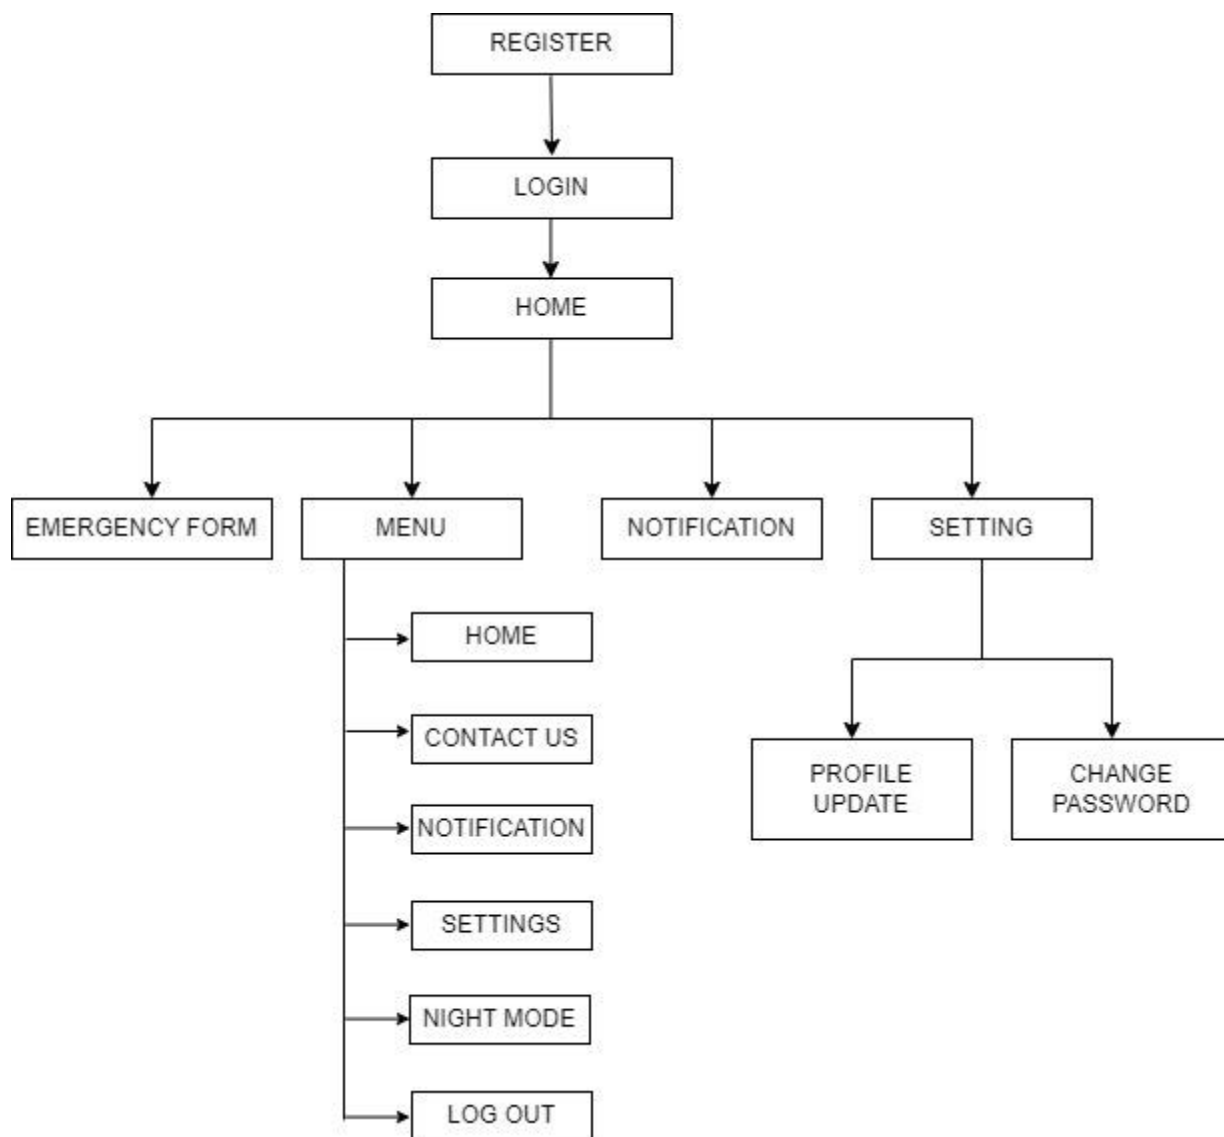 REGISTER
LOGIN
HOME
EMERGENCY FORM
MENU
NOTIFICATION
SETTING
HOME
CONTACT US
NOTIFICATION
SETTINGS
NIGHT MODE
LOG OUT
PROFILE
UPDATE
CHANGE
PASSWORD